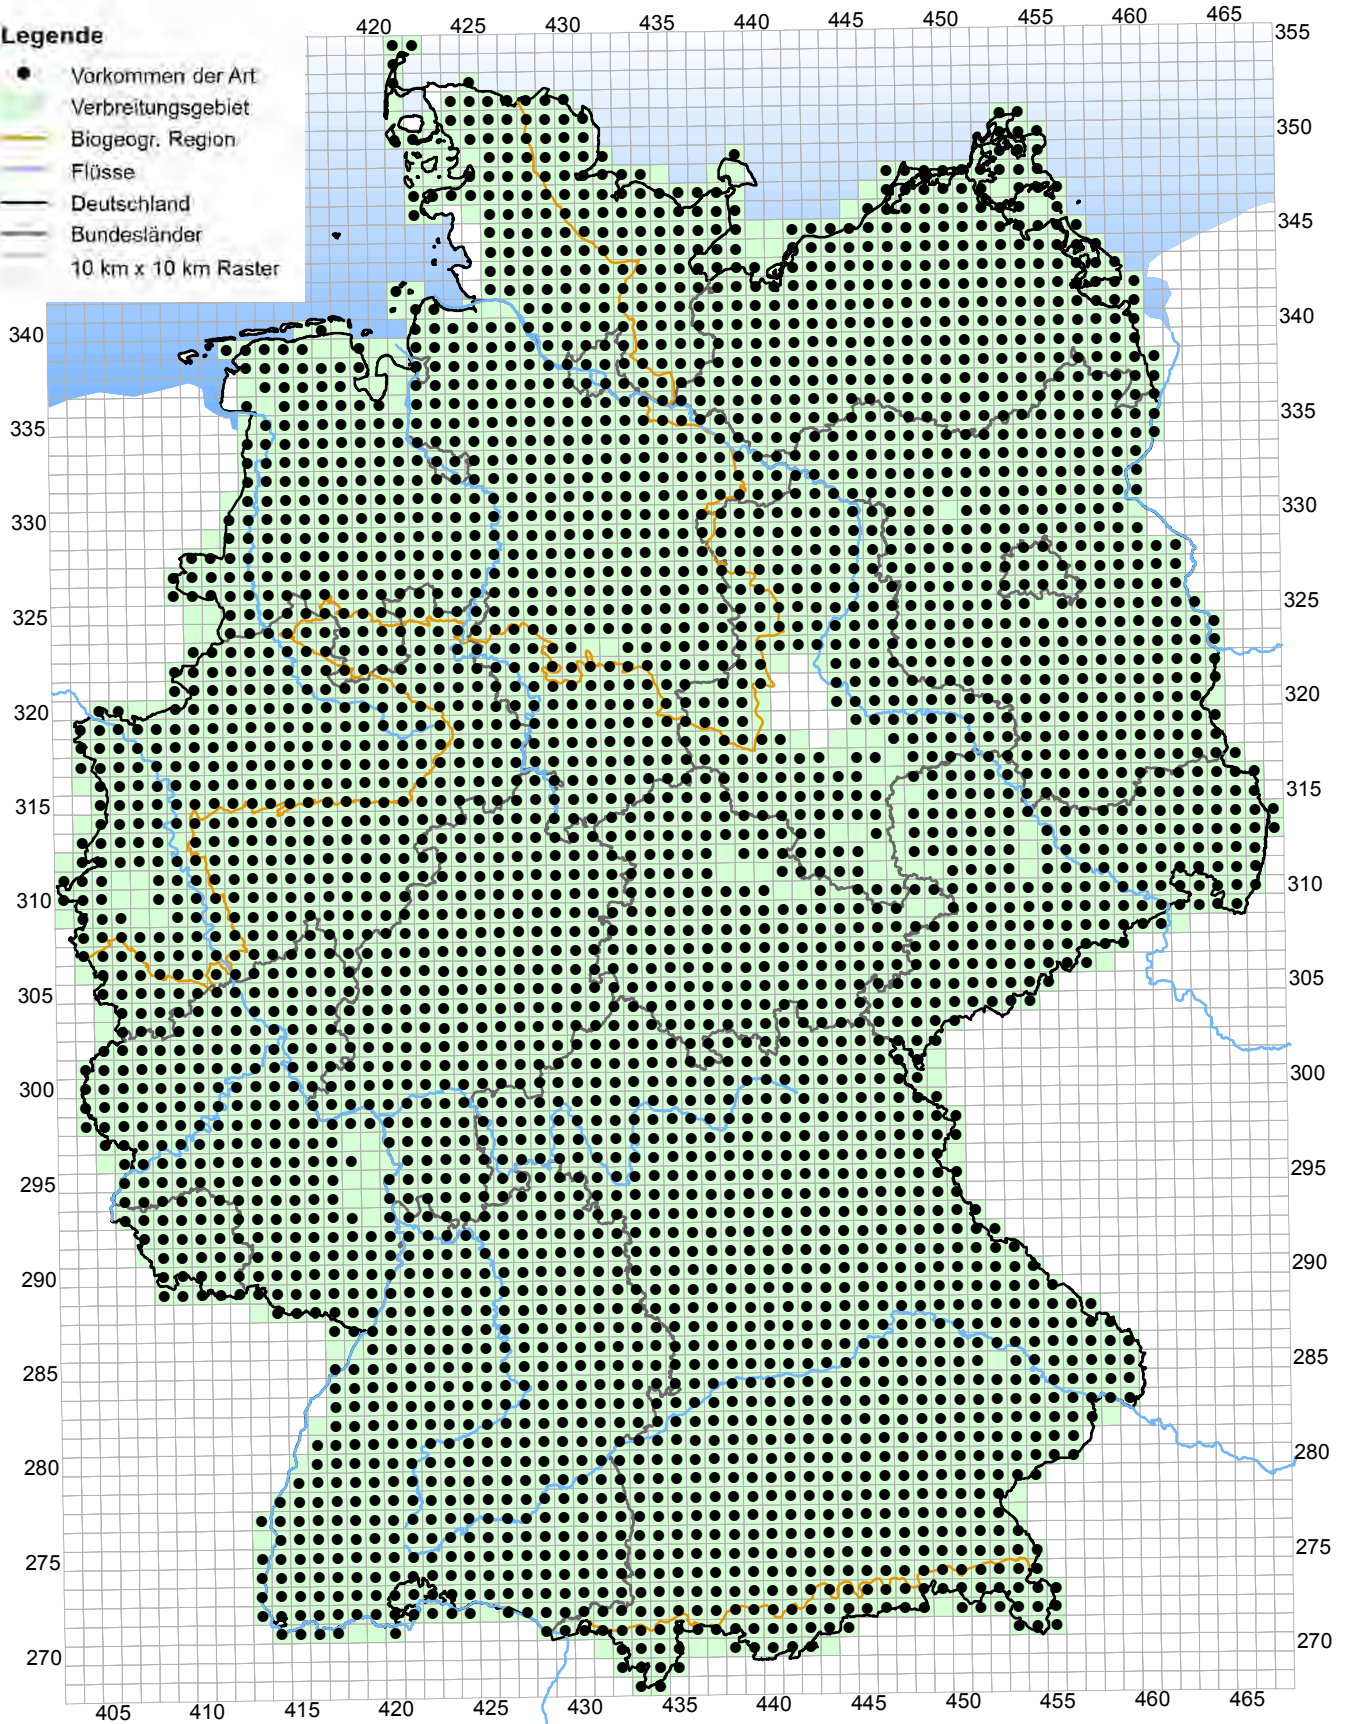 420 425 430 435 440 445 450 455 460 465
Legende
355
Vorkommen der Art
Verbreitungsgebiet
350
Biogeogr. Region
Flüsse
Deutschland
345
Bundesländer
10 km x 10 km Raster
340 340
335 335
330 330
325 325
320 320
315 315
310 310
305 305
300 300
295 295
290 290
285 285
280 280
275 275
270 270
405 410 415 420 425 430 435 440 445 450 455 460 465